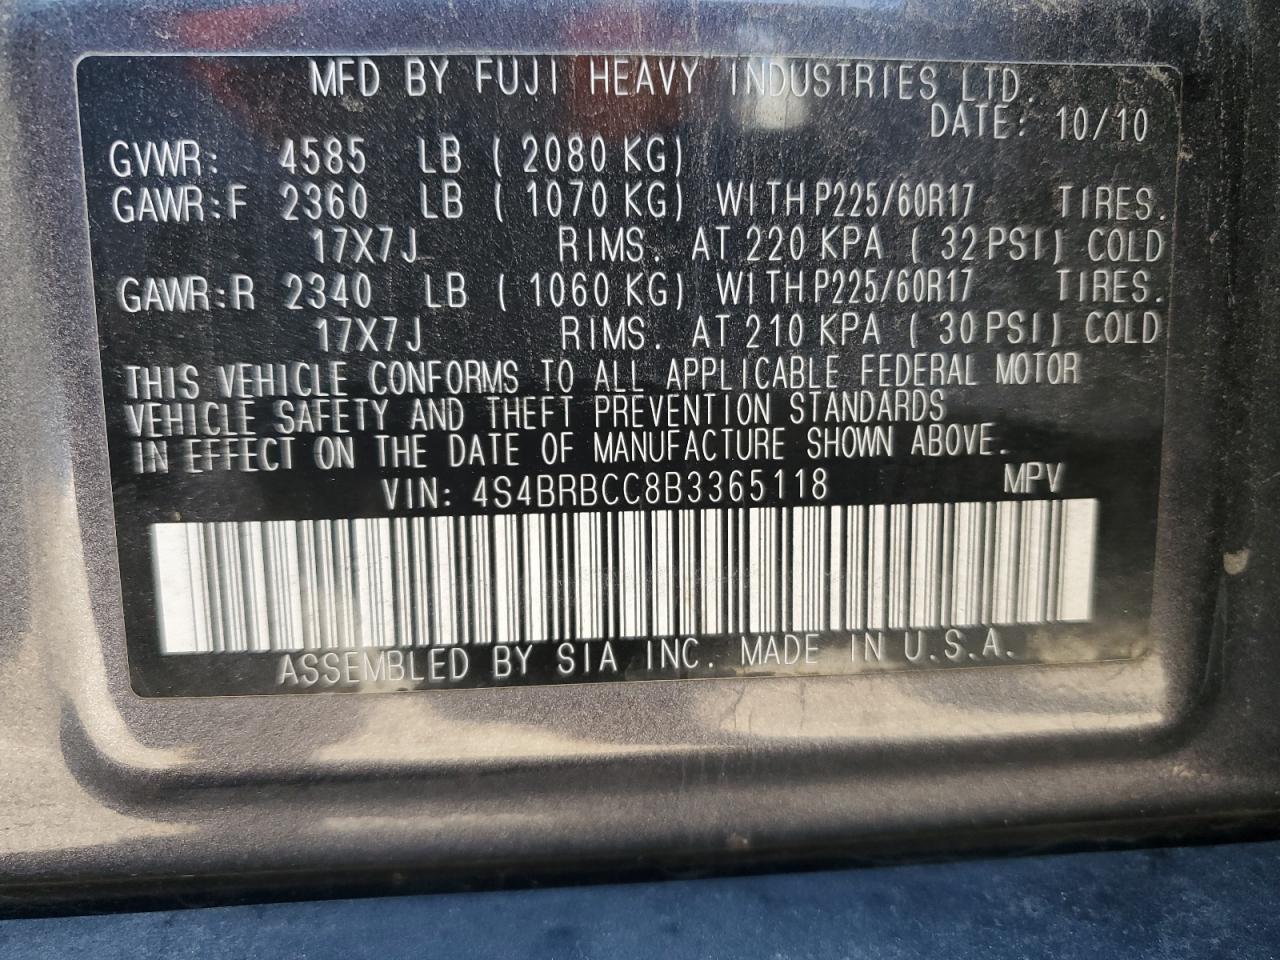 MFD BY FUJI HEAVY INDUSTRIES LTD.
DATE: 10/10
GVWR: 4585 LB ( 2080 KG)
GAWR:F 2360 LB ( 1070 KG) WITH P225/60R17 TIRES.
17X7J RIMS. AT 220 KPA ( 32 PSI) COLD
GAWR:R 2340 LB ( 1060 KG) WITH P225/60R17 TIRES.
17X7J RIMS. AT 210 KPA ( 30 PSI) COLD
THIS VEHICLE CONFORMS TO ALL APPLICABLE FEDERAL MOTOR
VEHICLE SAFETY AND THEFT PREVENTION STANDARDS
IN EFFECT ON THE DATE OF MANUFACTURE SHOWN ABOVE.
VIN: 4S4BRBCC8B3365118 MPV
ASSEMBLED BY SIA INC. MADE IN U.S.A.